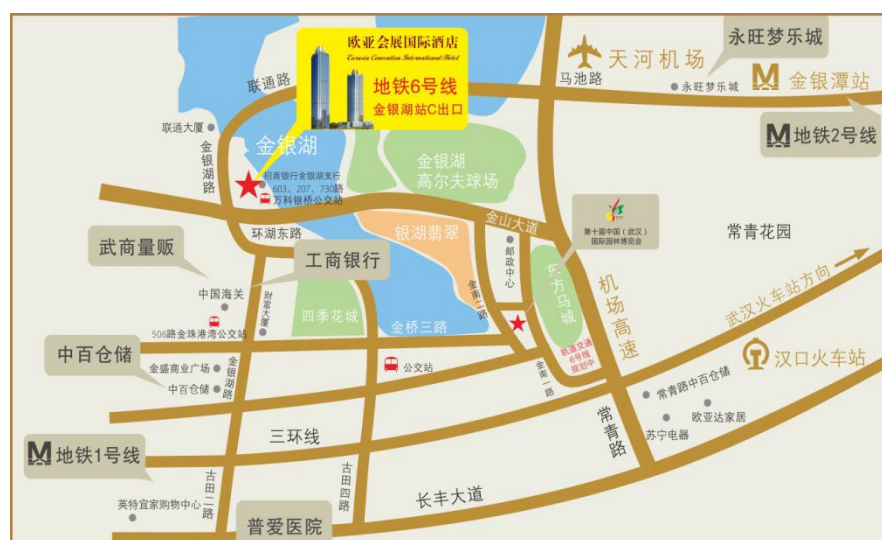 欧亚会展国际酒店
Eurasia Convention International Hotel
地铁6号线
金银湖站C出口
永旺梦乐城
天河机场
马池路
永旺梦乐城
金银潭站
地铁2号线
联通路
联通大厦
金银湖路
金银湖
招商银行金银湖支行
603、207、730路
万科银桥公交站
金银湖
高尔夫球场
金山大道
第十届中国（武汉）
国际园林博览会
常青花园
环湖东路
银湖翡翠
邮政中心
东方马城
机场高速
武汉火车站方向
武商量贩
工商银行
中国海关
财富大厦
四季花城
金南二路
506路金珠港湾公交站
金桥三路
轨道交通
6号线
规划中
汉口火车站
中百仓储
金盛商业广场
中百仓储
金银湖路
公交站
金南一路
常青路中百仓储
欧亚达家居
苏宁电器
常青路
三环线
地铁1号线
古田二路
古田四路
长丰大道
英特宜家购物中心
普爱医院